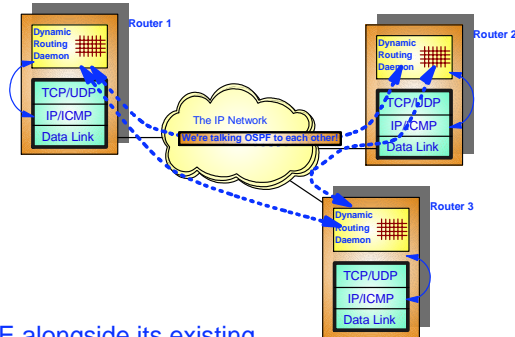 Router 1
Dynamic
Routing
Daemon
TCP/UDP
IP/ICMP
Data Link
Router 2
Dynamic
Routing
Daemon
TCP/UDP
IP/ICMP
Data Link
The IP Network
We're talking OSPF to each other!
Router 3
Dynamic
Routing
Daemon
TCP/UDP
IP/ICMP
Data Link
alongside its existing